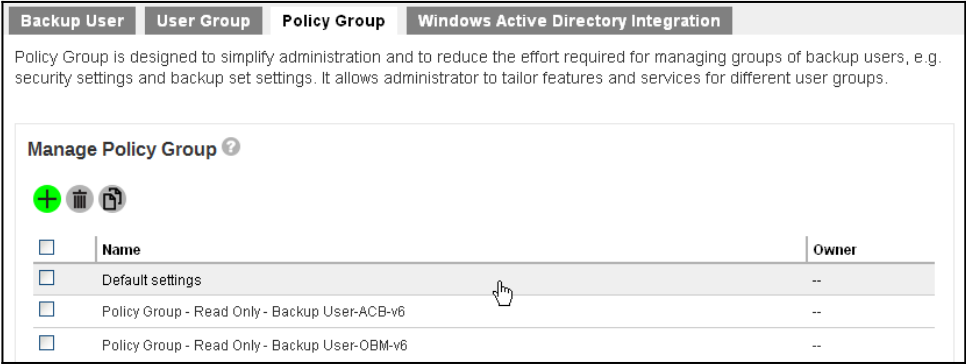 Backup User User Group Policy Group Windows Active Directory Integration
Policy Group is designed to simplify administration and to reduce the effort required for managing groups of backup users, e.g.
security settings and backup set settings. It allows administrator to tailor features and services for different user groups.
Manage Policy Group ?
Name Owner
Default settings --
Policy Group - Read Only - Backup User-ACB-v6 --
Policy Group - Read Only - Backup User-OBM-v6 --